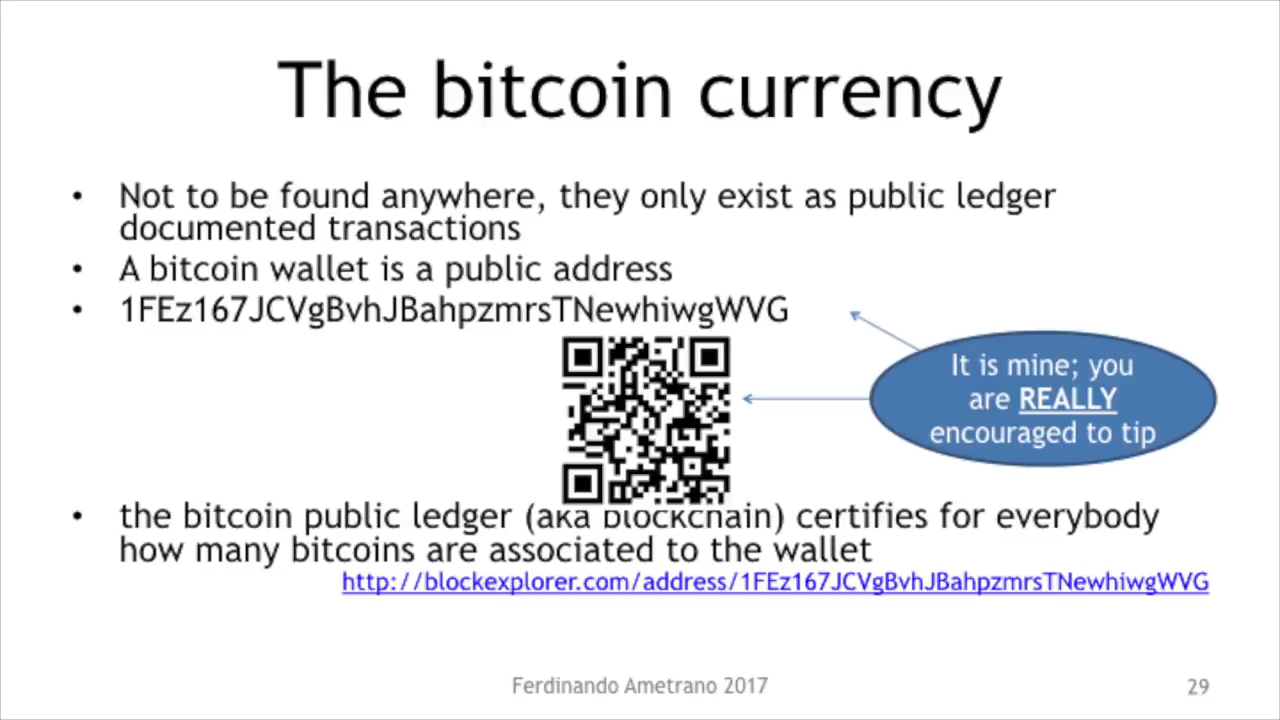 The bitcoin currency
• Not to be found anywhere, they only exist as public ledger
documented transactions
• A bitcoin wallet is a public address
• 1FEz167JCVgBvhJBahpzmrsTNewhiwgWVG
It is mine; you
are REALLY
encouraged to tip
• the bitcoin public ledger (aka blockchain) certifies for everybody
how many bitcoins are associated to the wallet
http://blockexplorer.com/address/1FEz167JCVgBvhJBahpzmrsTNewhiwgWVG
Ferdinando Ametrano 2017
29